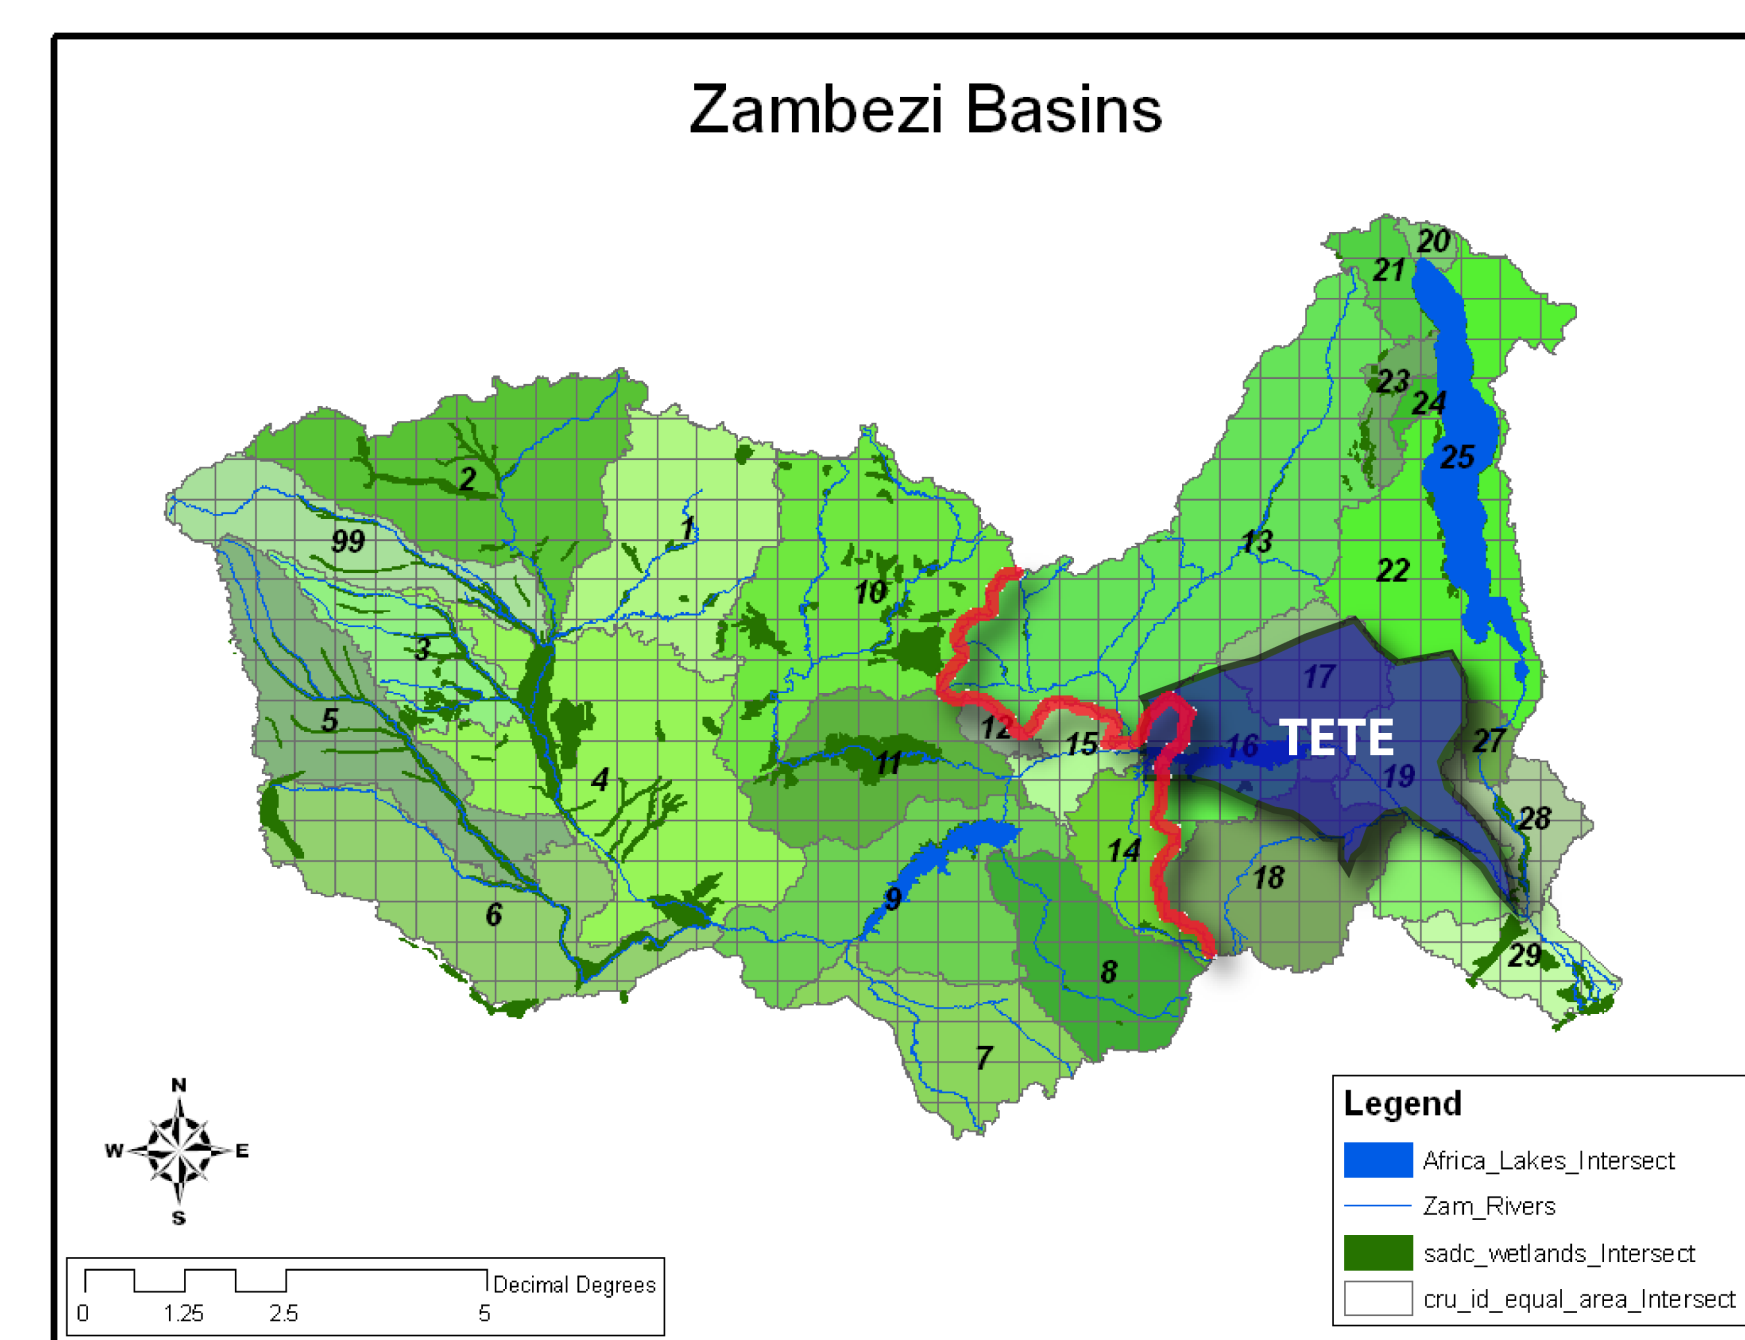 Zambezi Basins
20
21
23
24
25
2
99
1
13
10
22
3
17
5
12
15
16
TETE
27
11
4
19
28
14
18
9
6
29
8
7
N
W
E
S
Legend
Africa_Lakes_Intersect
Zam_Rivers
sadc_wetlands_Intersect
cru_id_equal_area_Intersect
Decimal Degrees
0 1.25 2.5 5